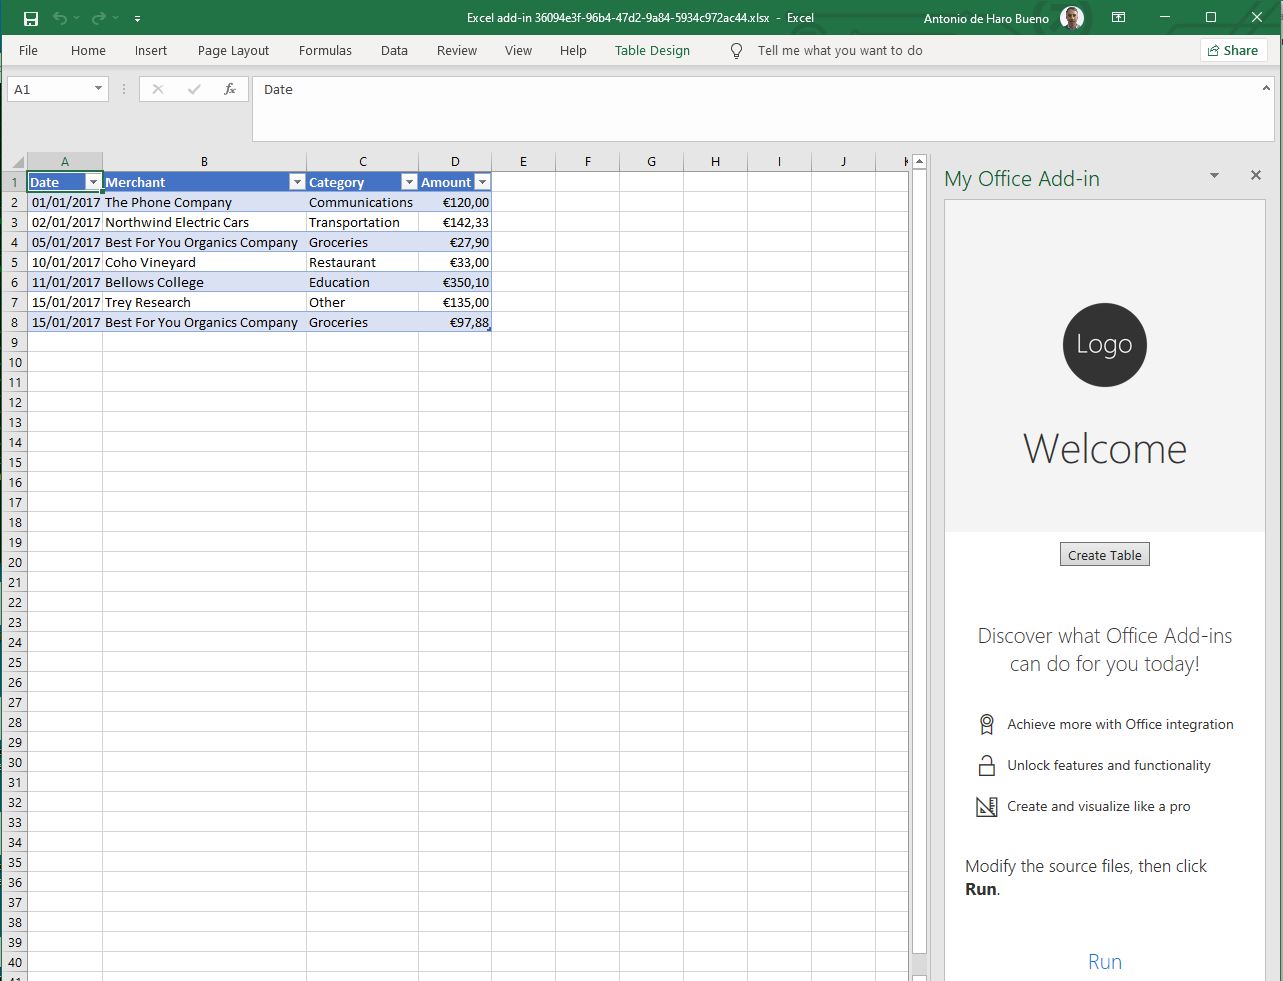 Excel add-in 36094e3f-96b4-47d2-9a84-5934c972ac44.xlsx - Excel
Antonio de Haro Bueno
File Home Insert Page Layout Formulas Data Review View Help Table Design Tell me what you want to do Share
A1 fx Date
A B C D E F G H I J K
1 Date Merchant Category Amount
2 01/01/2017 The Phone Company Communications €120,00
3 02/01/2017 Northwind Electric Cars Transportation €142,33
4 05/01/2017 Best For You Organics Company Groceries €27,90
5 10/01/2017 Coho Vineyard Restaurant €33,00
6 11/01/2017 Bellows College Education €350,10
7 15/01/2017 Trey Research Other €135,00
8 15/01/2017 Best For You Organics Company Groceries €97,88
9
10
11
12
13
14
15
16
17
18
19
20
21
22
23
24
25
26
27
28
29
30
31
32
33
34
35
36
37
38
39
40
41
My Office Add-in
Logo
Welcome
Create Table
Discover what Office Add-ins
can do for you today!
Achieve more with Office integration
Unlock features and functionality
Create and visualize like a pro
Modify the source files, then click
Run.
Run